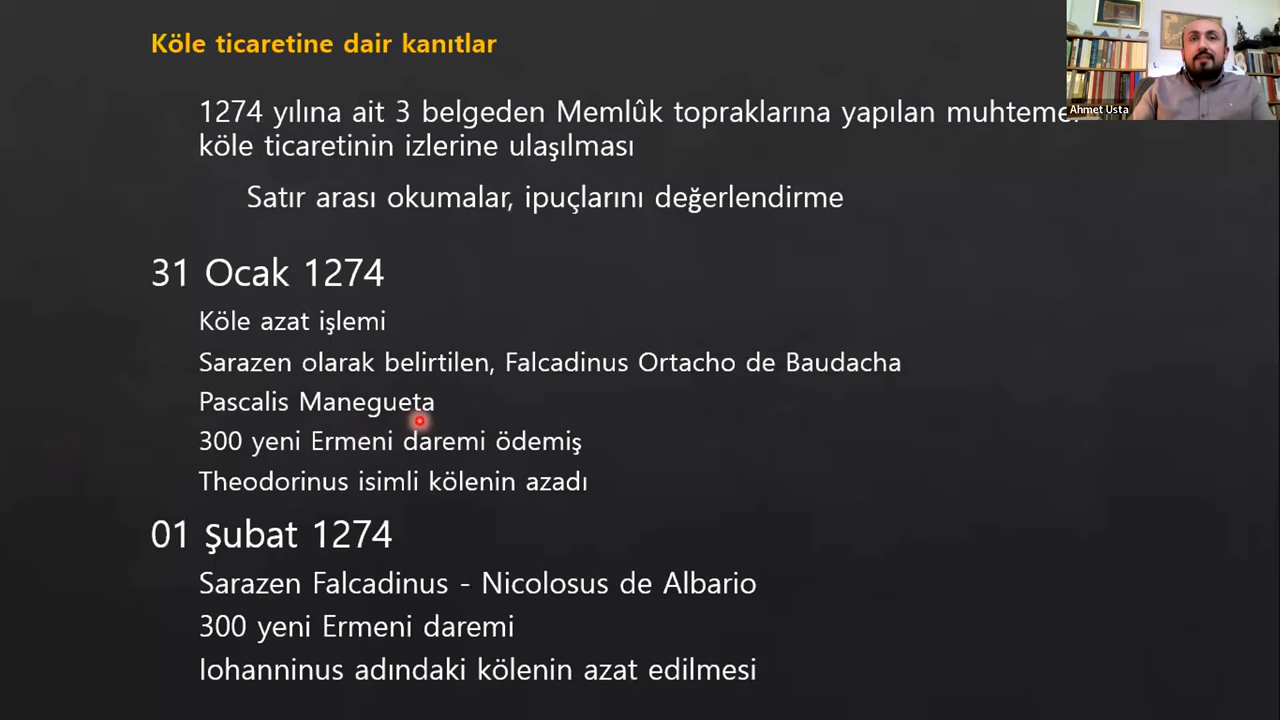 Köle ticaretine dair kanıtlar
1274 yılına ait 3 belgeden Memlûk topraklarına yapılan muhteme
köle ticaretinin izlerine ulaşılması
Satır arası okumalar, ipuçlarını değerlendirme
31 Ocak 1274
Köle azat işlemi
Sarazen olarak belirtilen, Falcadinus Ortacho de Baudacha
Pascalis Manegueta
300 yeni Ermeni daremi ödemiş
Theodorinus isimli kölenin azadı
01 Şubat 1274
Sarazen Falcadinus - Nicolosus de Albario
300 yeni Ermeni daremi
Iohanninus adındaki kölenin azat edilmesi
Ahmet Usta